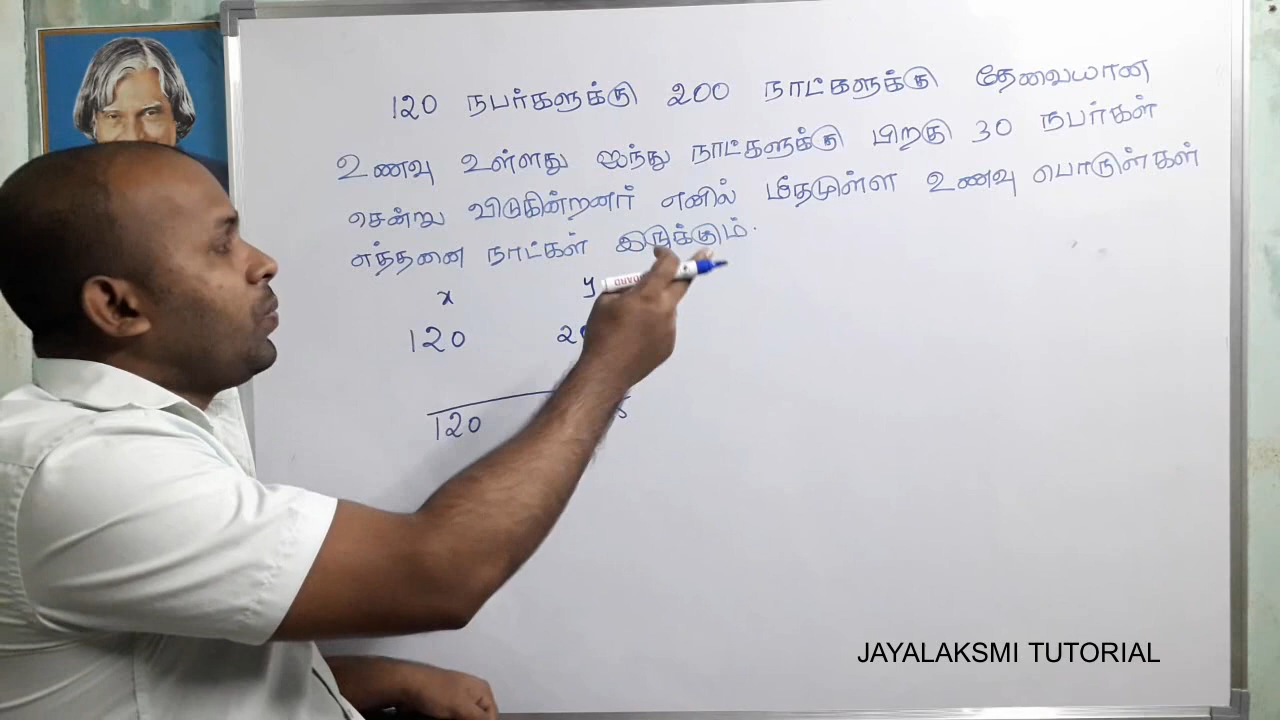 120 நபர்களுக்கு 200 நாட்களுக்கு தேவையான
உணவு உள்ளது ஐந்து நாட்களுக்கு பிறகு 30 நபர்கள்
சென்று விடுகின்றனர் எனில் மீதமுள்ள உணவு பொருள்கள்
எத்தனை நாட்கள் இருக்கும்.
x y
120
120
JAYALAKSMI TUTORIAL